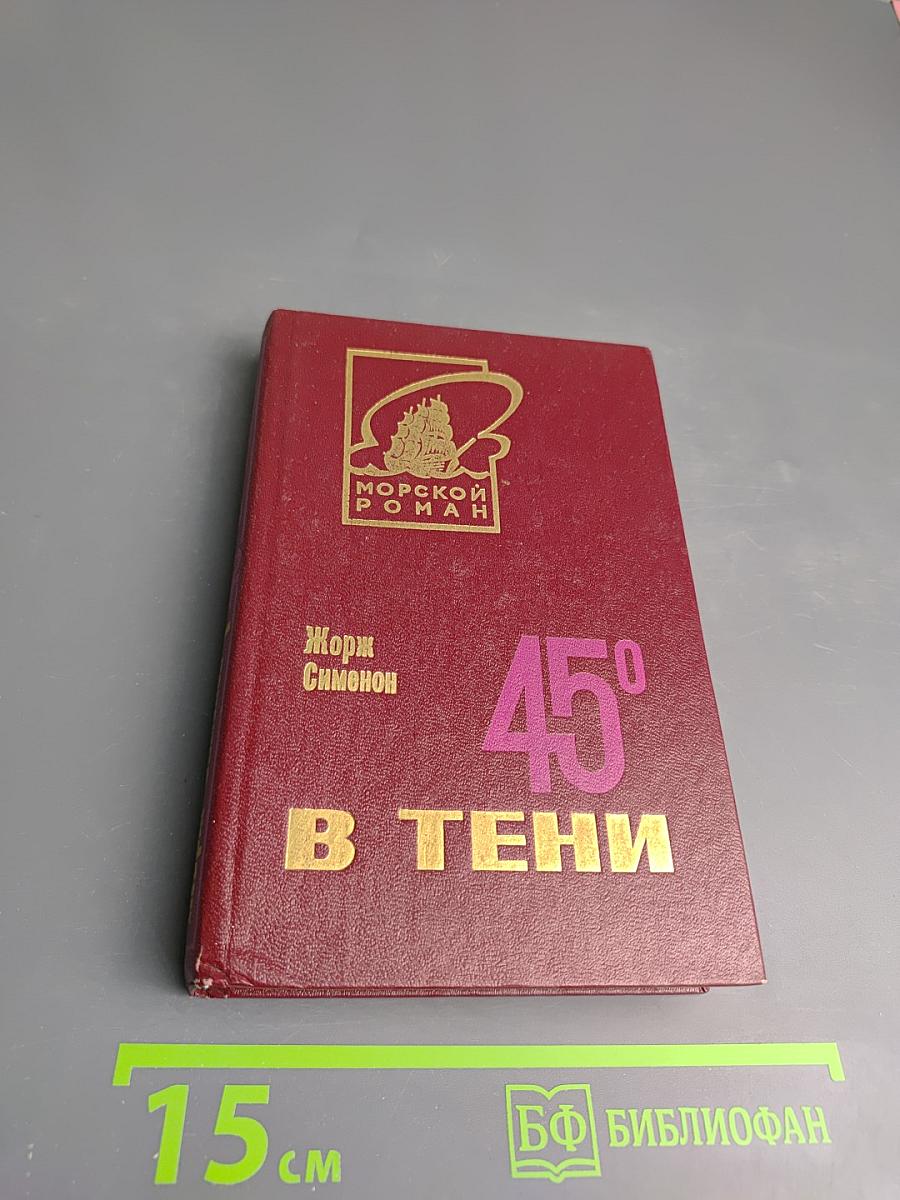 МОРСКОЙ
РОМАН
Жорж
Сименон
45°
В ТЕНИ
15 см
БФ БИБЛИОФАН